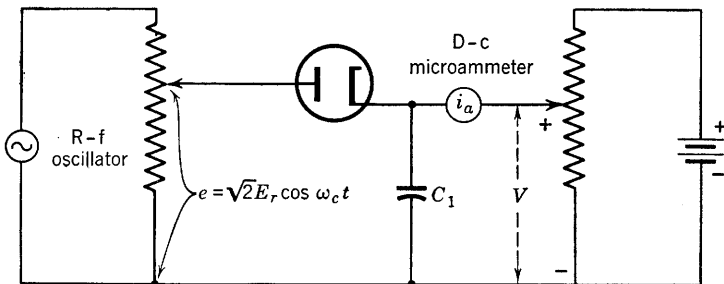 D-c
microammeter
R-f
oscillator
i_a
+
+
-
e = √2 E_r cos ω_c t
C_1
V
-